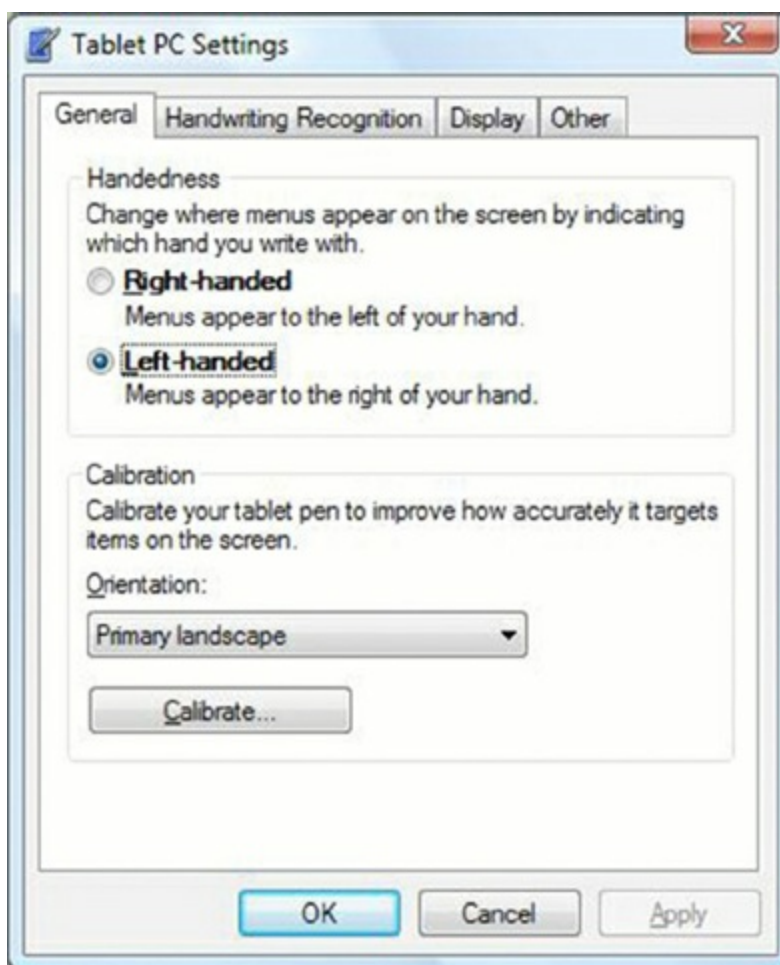 Tablet PC Settings
General Handwriting Recognition Display Other
Handedness
Change where menus appear on the screen by indicating
which hand you write with.
Right-handed
Menus appear to the left of your hand.
Left-handed
Menus appear to the right of your hand.
Calibration
Calibrate your tablet pen to improve how accurately it targets
items on the screen.
Orientation:
Primary landscape
Calibrate...
OK Cancel Apply